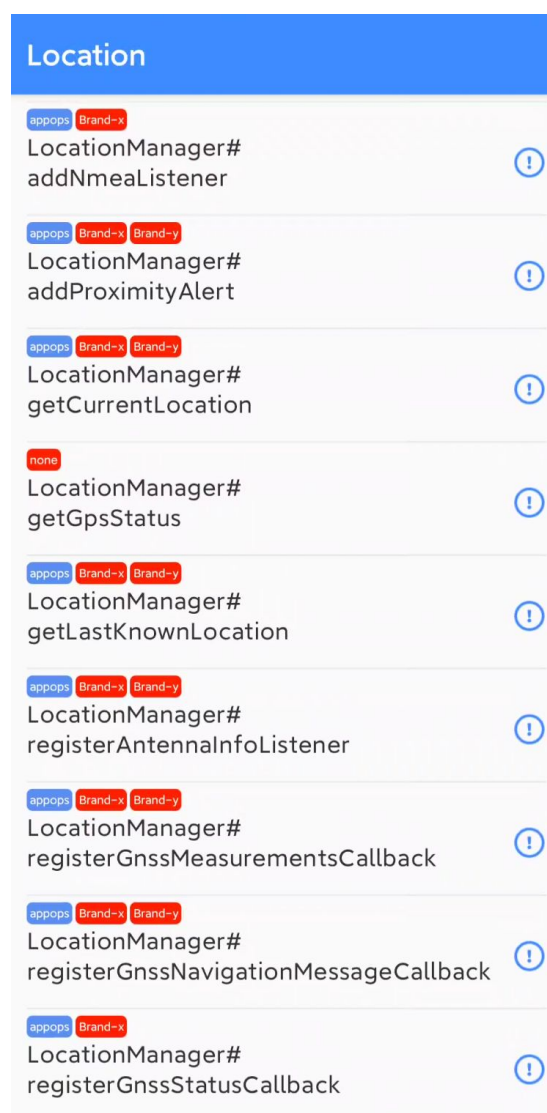 Location
appops Brand-x
LocationManager#
addNmeaListener
appops Brand-x Brand-y
LocationManager#
addProximityAlert
appops Brand-x Brand-y
LocationManager#
getCurrentLocation
none
LocationManager#
getGpsStatus
appops Brand-x Brand-y
LocationManager#
getLastKnownLocation
appops Brand-x Brand-y
LocationManager#
registerAntennaInfoListener
appops Brand-x Brand-y
LocationManager#
registerGnssMeasurementsCallback
appops Brand-x Brand-y
LocationManager#
registerGnssNavigationMessageCallback
appops Brand-x
LocationManager#
registerGnssStatusCallback